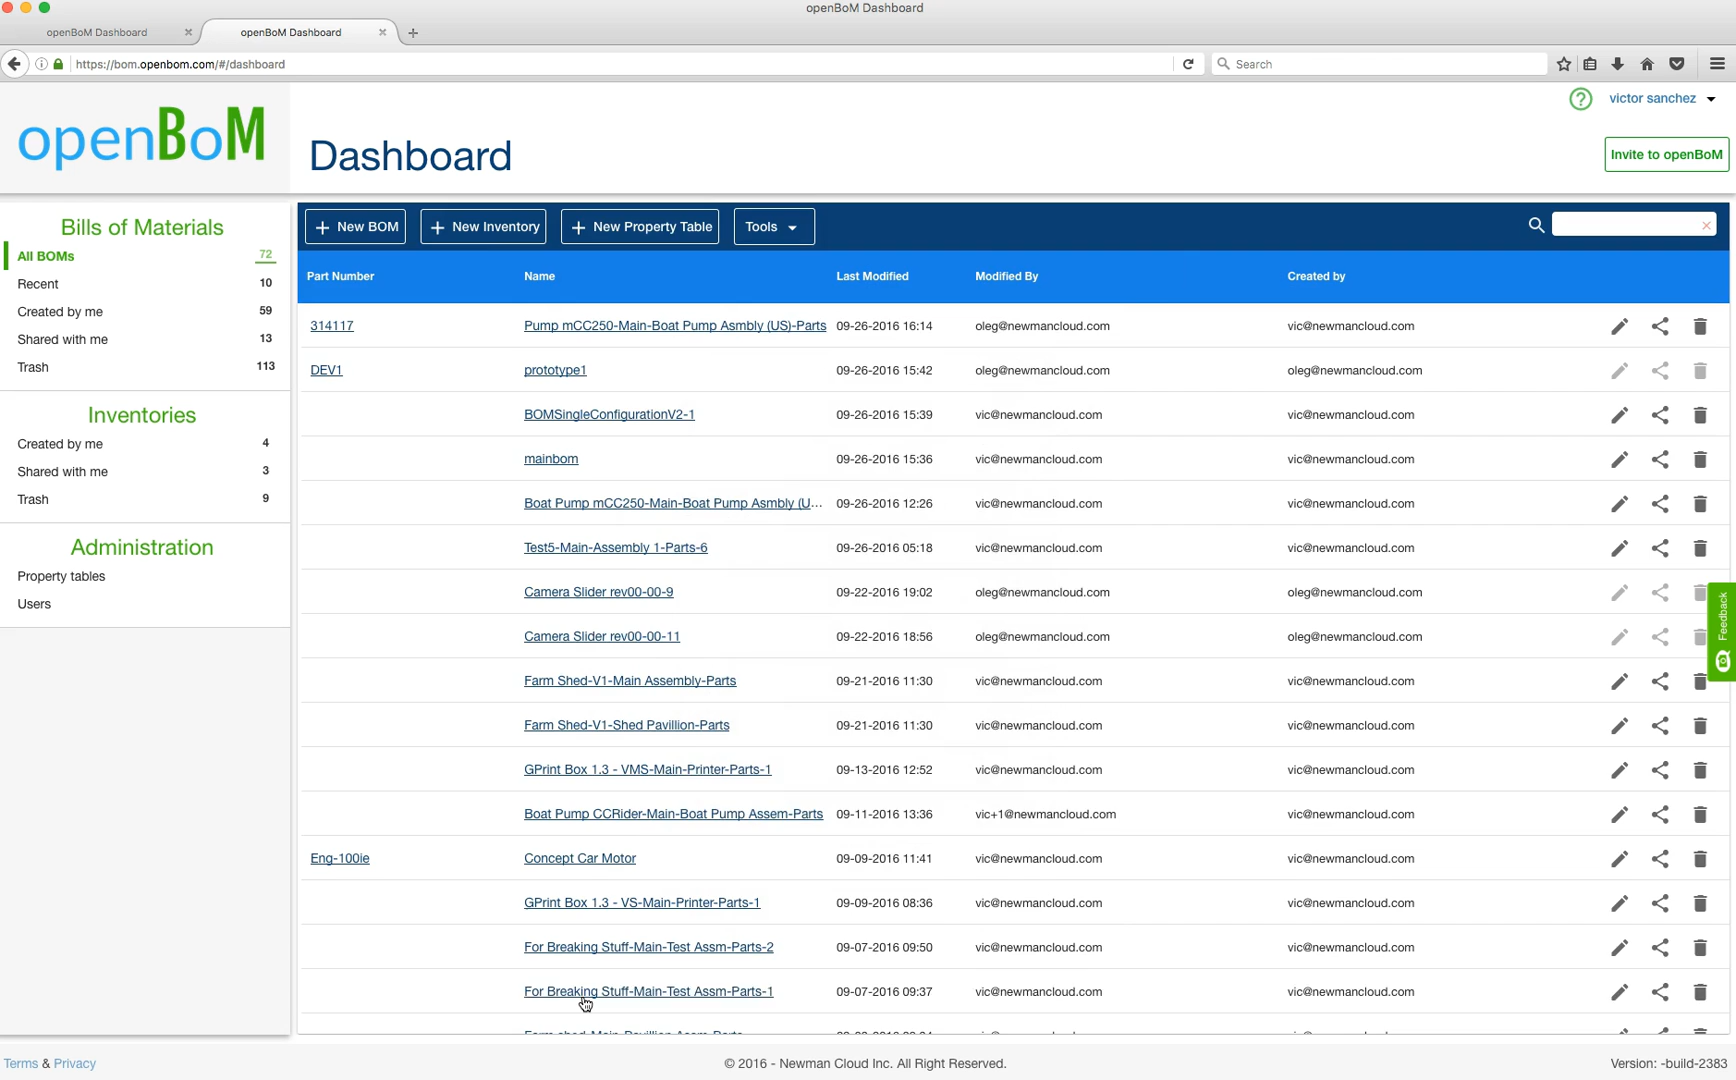 openBoM Dashboard
openBoM Dashboard
openBoM Dashboard
https://bom.openbom.com/#/dashboard
Search
openBoM
Dashboard
victor sanchez
Invite to openBoM
Bills of Materials
All BOMs 72
Recent 10
Created by me 59
Shared with me 13
Trash 113
Inventories
Created by me 4
Shared with me 3
Trash 9
Administration
Property tables
Users
+ New BOM + New Inventory + New Property Table Tools
Part Number Name Last Modified Modified By Created by
314117 Pump mCC250-Main-Boat Pump Asmbly (US)-Parts 09-26-2016 16:14 oleg@newmancloud.com vic@newmancloud.com
DEV1 prototype1 09-26-2016 15:42 oleg@newmancloud.com oleg@newmancloud.com
BOMSingleConfigurationV2-1 09-26-2016 15:39 vic@newmancloud.com vic@newmancloud.com
mainbom 09-26-2016 15:36 vic@newmancloud.com vic@newmancloud.com
Boat Pump mCC250-Main-Boat Pump Asmbly (U... 09-26-2016 12:26 vic@newmancloud.com vic@newmancloud.com
Test5-Main-Assembly 1-Parts-6 09-26-2016 05:18 vic@newmancloud.com vic@newmancloud.com
Camera Slider rev00-00-9 09-22-2016 19:02 oleg@newmancloud.com oleg@newmancloud.com
Camera Slider rev00-00-11 09-22-2016 18:56 oleg@newmancloud.com oleg@newmancloud.com
Farm Shed-V1-Main Assembly-Parts 09-21-2016 11:30 vic@newmancloud.com vic@newmancloud.com
Farm Shed-V1-Shed Pavillion-Parts 09-21-2016 11:30 vic@newmancloud.com vic@newmancloud.com
GPrint Box 1.3 - VMS-Main-Printer-Parts-1 09-13-2016 12:52 vic@newmancloud.com vic@newmancloud.com
Boat Pump CCRider-Main-Boat Pump Assem-Parts 09-11-2016 13:36 vic+1@newmancloud.com vic@newmancloud.com
Eng-100ie Concept Car Motor 09-09-2016 11:41 vic@newmancloud.com vic@newmancloud.com
GPrint Box 1.3 - VS-Main-Printer-Parts-1 09-09-2016 08:36 vic@newmancloud.com vic@newmancloud.com
For Breaking Stuff-Main-Test Assm-Parts-2 09-07-2016 09:50 vic@newmancloud.com vic@newmancloud.com
For Breaking Stuff-Main-Test Assm-Parts-1 09-07-2016 09:37 vic@newmancloud.com vic@newmancloud.com
Feedback
Terms & Privacy
© 2016 - Newman Cloud Inc. All Right Reserved.
Version: -build-2383